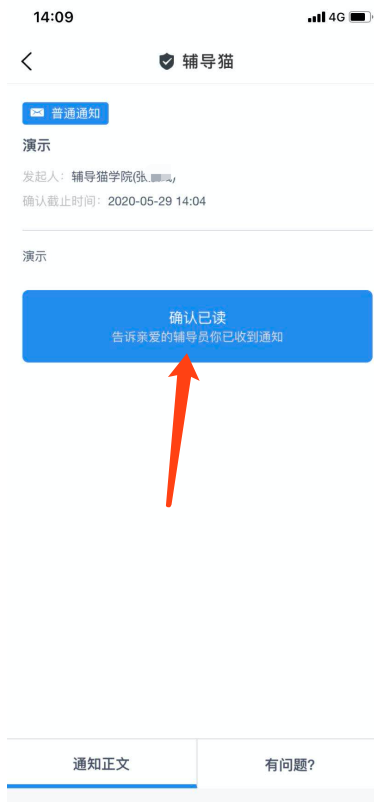 14:09
4G
辅导猫
普通通知
演示
发起人: 辅导猫学院(张
确认截止时间: 2020-05-29 14:04
演示
确认已读
告诉亲爱的辅导员你已收到通知
通知正文
有问题?